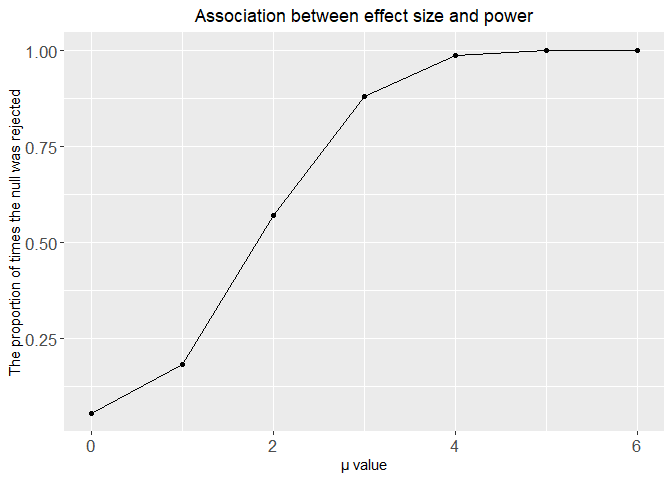 Association between effect size and power
The proportion of times the null was rejected
1.00
0.75
0.50
0.25
0 2 4 6
μ value